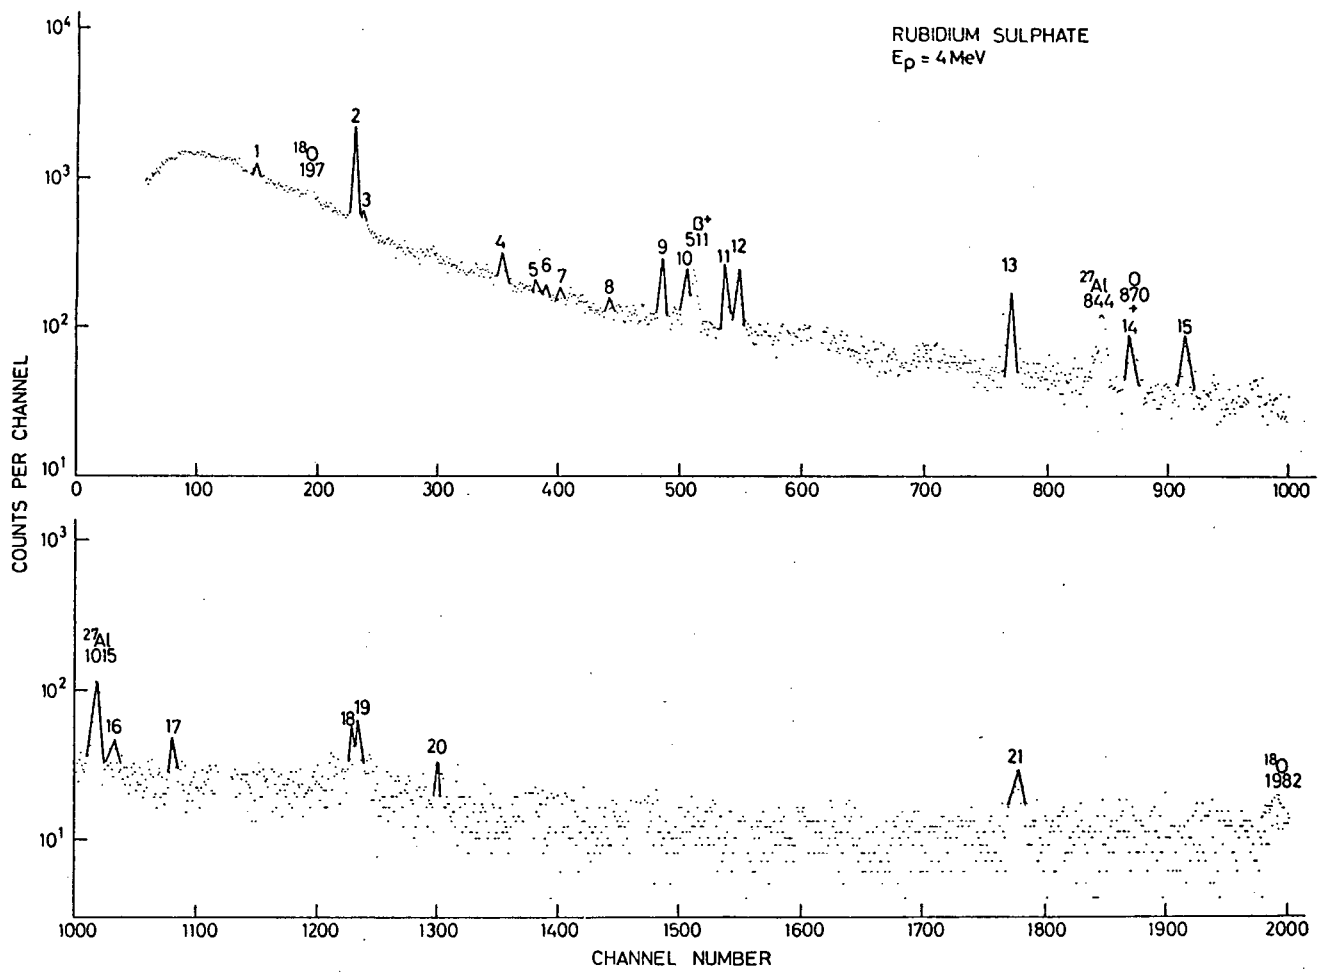 10⁴
RUBIDIUM SULPHATE
Eₚ = 4 MeV
2
1
¹⁸O
197
10³
3
β⁺
511
4
5
6
7
8
9
10
11
12
13
²⁷Al
844
O
870
+
14
15
10²
10¹
0 100 200 300 400 500 600 700 800 900 1000
COUNTS PER CHANNEL
10³
²⁷Al
1015
10²
16
17
18
19
20
21
¹⁸O
1982
10¹
1000 1100 1200 1300 1400 1500 1600 1700 1800 1900 2000
CHANNEL NUMBER